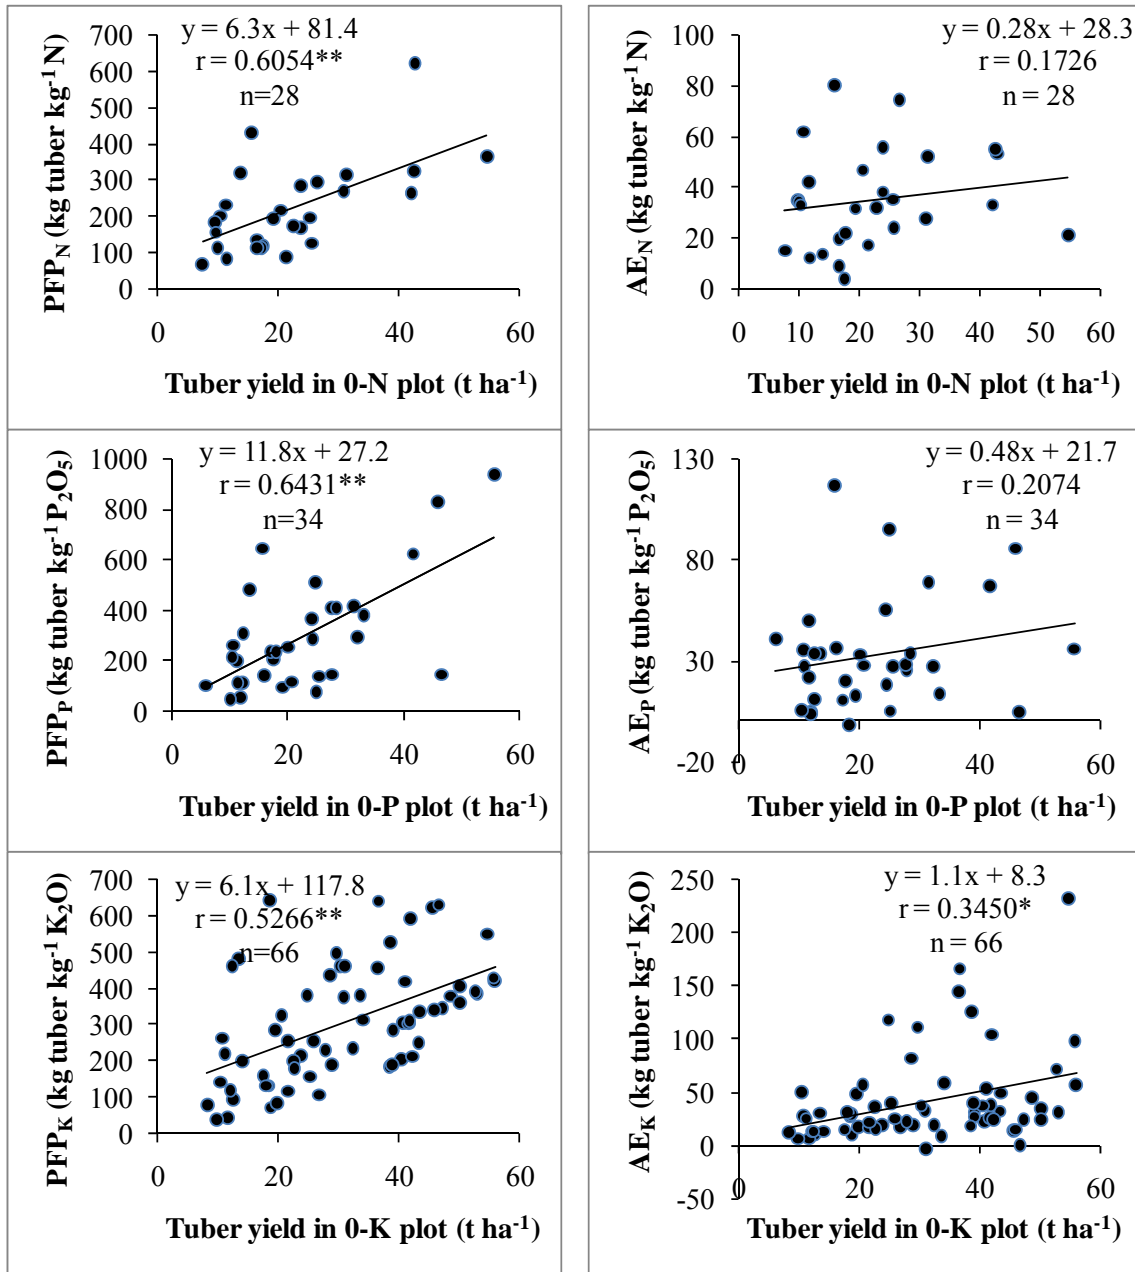 y = 6.3x + 81.4
r = 0.6054**
n=28
PFP_N (kg tuber kg⁻¹ N)
700
600
500
400
300
200
100
0
0 20 40 60
Tuber yield in 0-N plot (t ha⁻¹)
y = 0.28x + 28.3
r = 0.1726
n = 28
AE_N (kg tuber kg⁻¹ N)
100
80
60
40
20
0
0 10 20 30 40 50 60
Tuber yield in 0-N plot (t ha⁻¹)
y = 11.8x + 27.2
r = 0.6431**
n=34
PFP_P (kg tuber kg⁻¹ P₂O₅)
1000
800
600
400
200
0
0 20 40 60
Tuber yield in 0-P plot (t ha⁻¹)
y = 0.48x + 21.7
r = 0.2074
n = 34
AE_P (kg tuber kg⁻¹ P₂O₅)
130
80
30
-20
0 20 40 60
Tuber yield in 0-P plot (t ha⁻¹)
y = 6.1x + 117.8
r = 0.5266**
n=66
PFP_K (kg tuber kg⁻¹ K₂O)
700
600
500
400
300
200
100
0
0 20 40 60
Tuber yield in 0-K plot (t ha⁻¹)
y = 1.1x + 8.3
r = 0.3450*
n = 66
AE_K (kg tuber kg⁻¹ K₂O)
250
200
150
100
50
0
-50
0 20 40 60
Tuber yield in 0-K plot (t ha⁻¹)